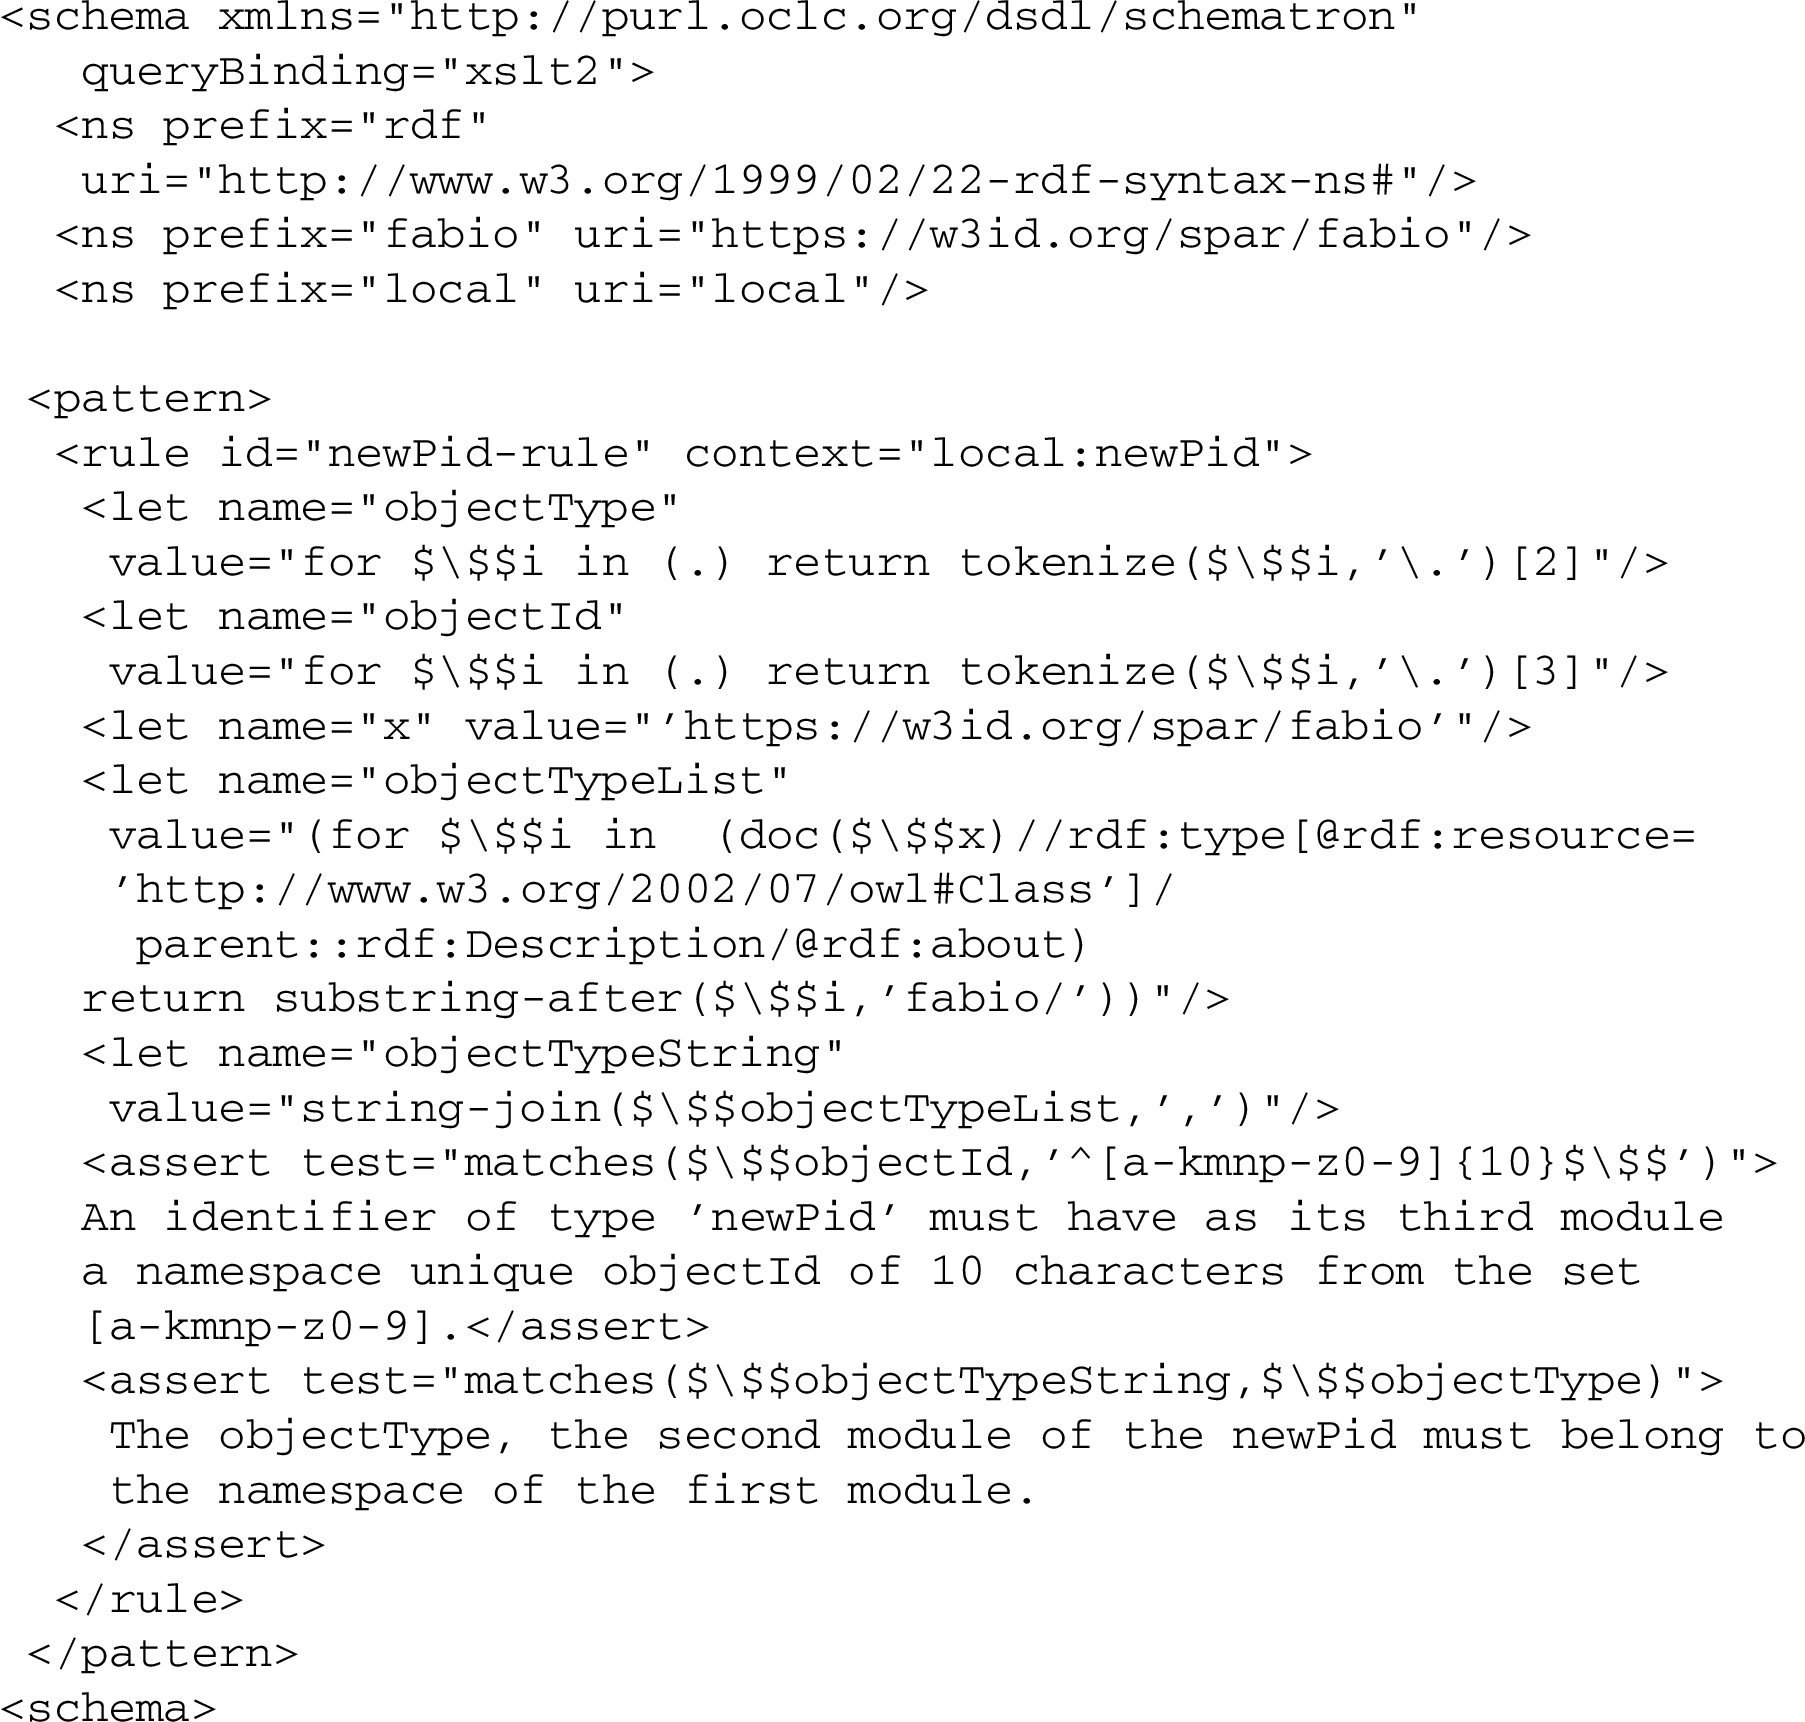 <schema xmlns="http://purl.oclc.org/dsdl/schematron"
   queryBinding="xslt2">
  <ns prefix="rdf"
   uri="http://www.w3.org/1999/02/22-rdf-syntax-ns#"/>
  <ns prefix="fabio" uri="https://w3id.org/spar/fabio"/>
  <ns prefix="local" uri="local"/>

 <pattern>
  <rule id="newPid-rule" context="local:newPid">
   <let name="objectType"
    value="for $\$$i in (.) return tokenize($\$$i,’\.’)[2]"/>
   <let name="objectId"
    value="for $\$$i in (.) return tokenize($\$$i,’\.’)[3]"/>
   <let name="x" value="’https://w3id.org/spar/fabio’"/>
   <let name="objectTypeList"
    value="(for $\$$i in  (doc($\$$x)//rdf:type[@rdf:resource=
    ’http://www.w3.org/2002/07/owl#Class’]/
     parent::rdf:Description/@rdf:about)
   return substring-after($\$$i,’fabio/’))"/>
   <let name="objectTypeString"
    value="string-join($\$$objectTypeList,’,’)"/>
   <assert test="matches($\$$objectId,’^[a-kmnp-z0-9]{10}$\$$’)">
   An identifier of type ’newPid’ must have as its third module
   a namespace unique objectId of 10 characters from the set
   [a-kmnp-z0-9].</assert>
   <assert test="matches($\$$objectTypeString,$\$$objectType)">
    The objectType, the second module of the newPid must belong to
    the namespace of the first module.
   </assert>
  </rule>
 </pattern>
<schema>